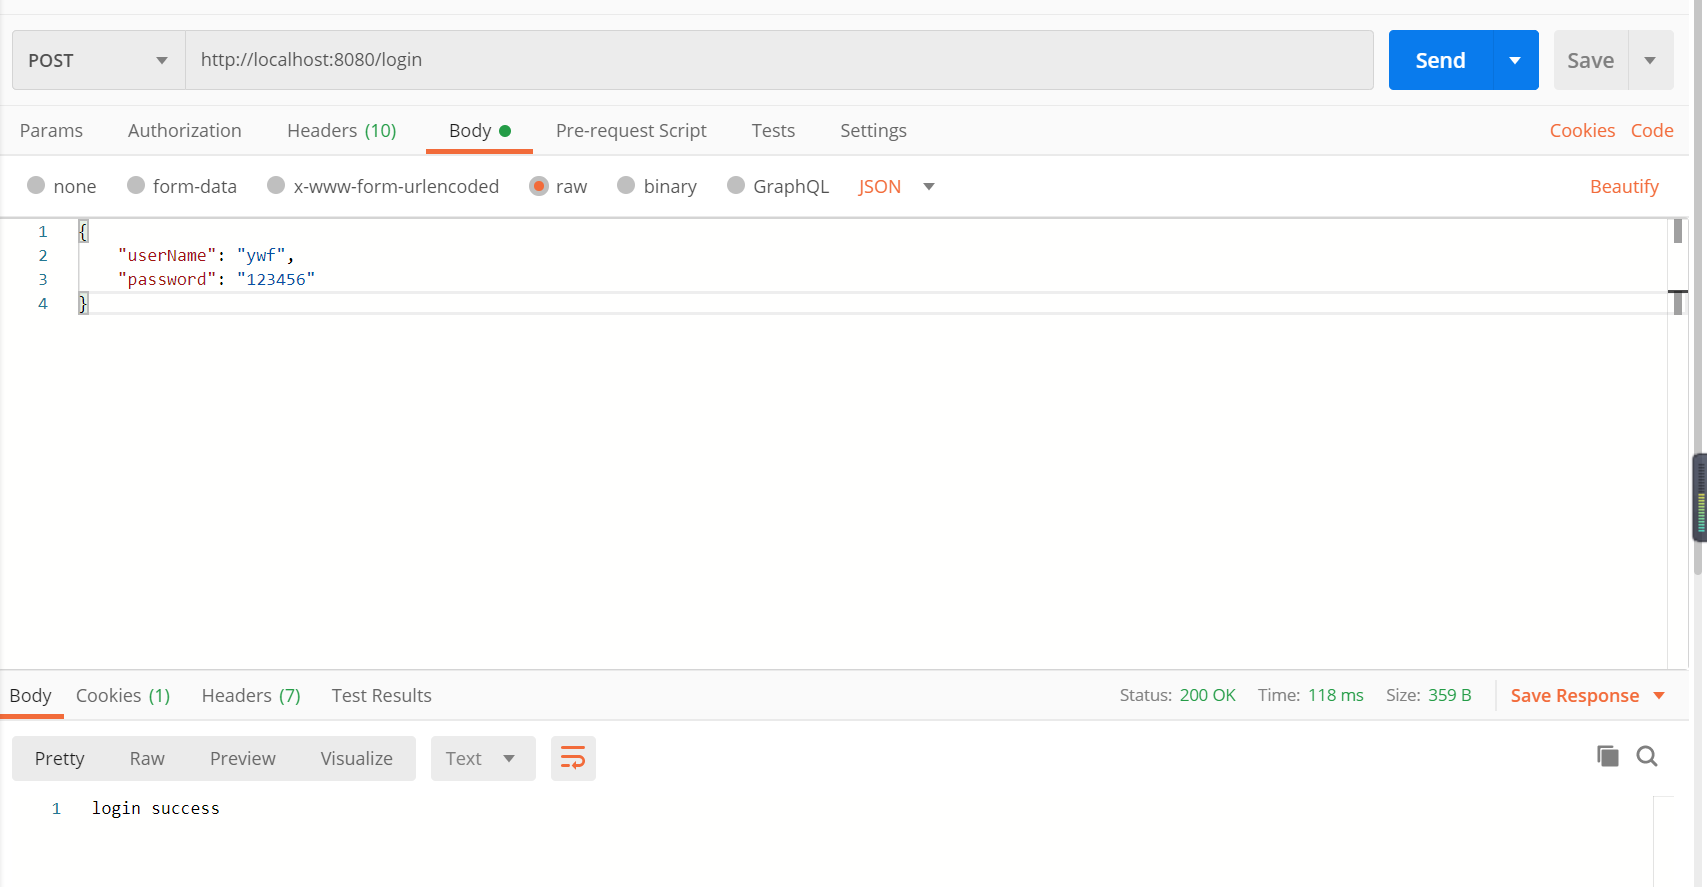 POST http://localhost:8080/login Send Save
Params Authorization Headers (10) Body Pre-request Script Tests Settings Cookies Code
none form-data x-www-form-urlencoded raw binary GraphQL JSON Beautify
1 {
2 "userName": "ywf",
3 "password": "123456"
4 }
Body Cookies (1) Headers (7) Test Results Status: 200 OK Time: 118 ms Size: 359 B Save Response
Pretty Raw Preview Visualize Text
1 login success